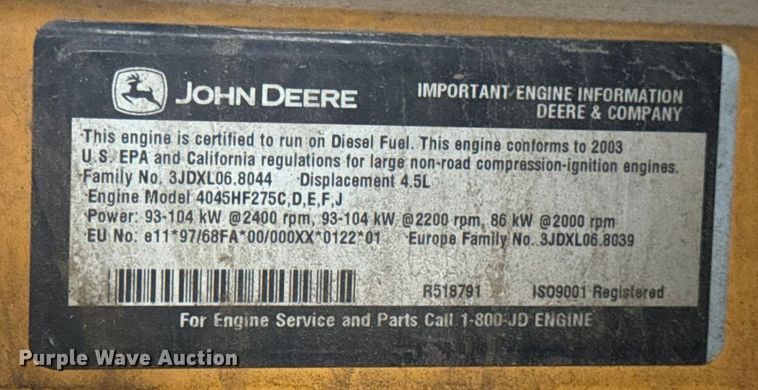 JOHN DEERE
IMPORTANT ENGINE INFORMATION
DEERE & COMPANY
This engine is certified to run on Diesel Fuel. This engine conforms to 2003
U.S. EPA and California regulations for large non-road compression-ignition engines.
Family No. 3JDXL06.8044 Displacement 4.5L
Engine Model 4045HF275C,D,E,F,J
Power: 93-104 kW @2400 rpm, 93-104 kW @2200 rpm, 86 kW @2000 rpm
EU No: e11*97/68FA*00/000XX*0122*01 Europe Family No. 3JDXL06.8039
R518791 ISO9001 Registered
For Engine Service and Parts Call 1-800-JD ENGINE
Purple Wave Auction